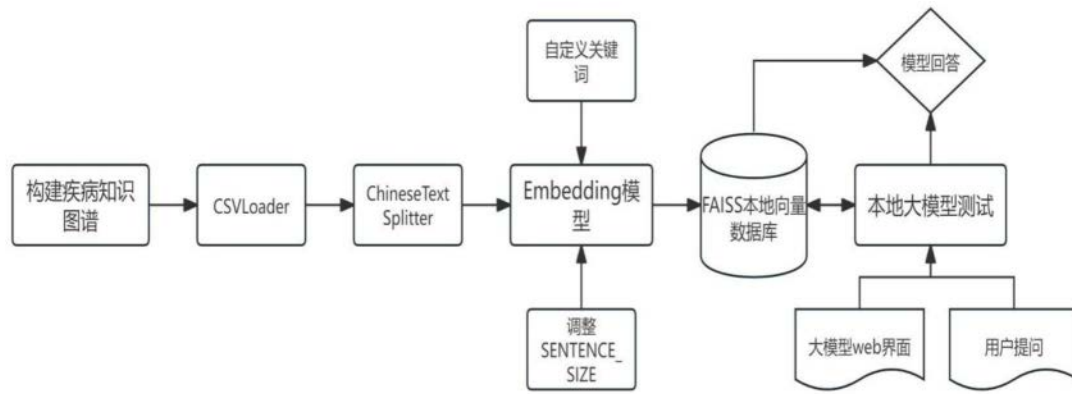 自定义关键
词
模型回答
构建疾病知识
图谱
CSVLoader
ChineseText
Splitter
Embedding模
型
FAISS本地向量
数据库
本地大模型测试
调整
SENTENCE_
SIZE
大模型web界面
用户提问